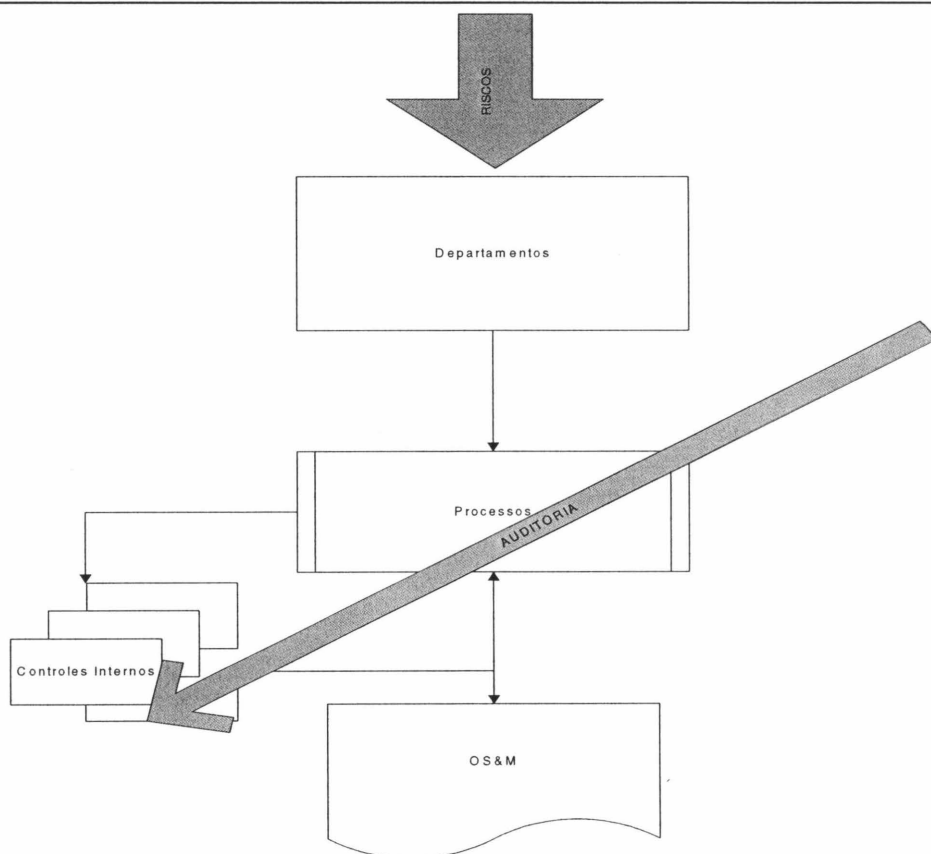 RISCOS
Departamentos
Processos
AUDITORIA
Controles Internos
OS&M